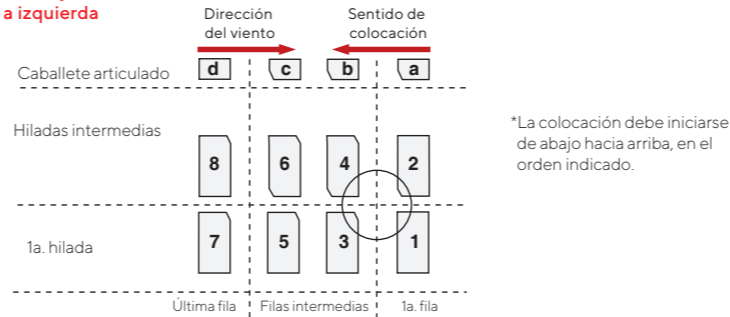 a izquierda
Dirección
del viento
Sentido de
colocación
Caballete articulado
d c b a
Hiladas intermedias
8 6 4 2
*La colocación debe iniciarse
de abajo hacia arriba, en el
orden indicado.
1a. hilada
7 5 3 1
Última fila Filas intermedias 1a. fila